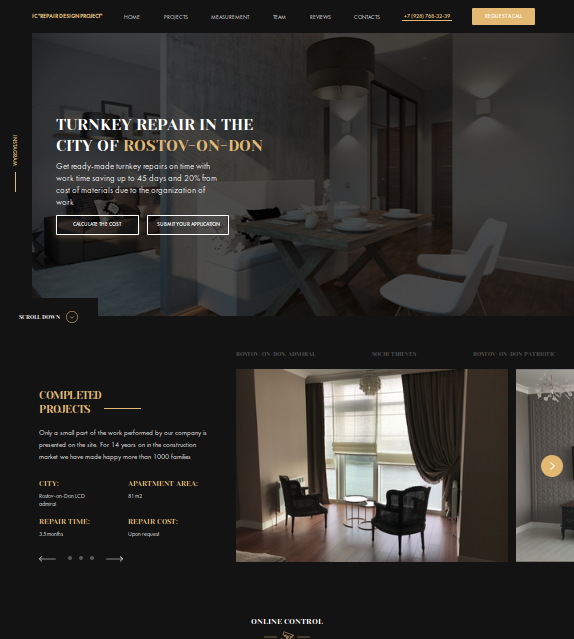 IC"REPAIR DESIGN PROJECT"
HOME
PROJECTS
MEASUREMENT
TEAM
REVIEWS
CONTACTS
+7 (928) 766-32-39
REQUEST A CALL
INSTAGRAM
TURNKEY REPAIR IN THE
CITY OF ROSTOV-ON-DON
Get ready-made turnkey repairs on time with
work time saving up to 45 days and 20% from
cost of materials due to the organization of
work
CALCULATE THE COST
SUBMIT YOUR APPLICATION
SCROLL DOWN
ROSTOV-ON-DON, ADMIRAL
SOCHI THIEVES
ROSTOV-ON-DON PATRIOTIC
COMPLETED
PROJECTS
Only a small part of the work performed by our company is
presented on the site. For 14 years on in the construction
market we have made happy more than 1000 families
CITY:
Rostov-on-Don LCD
admiral
APARTMENT AREA:
81 m2
REPAIR TIME:
3.5 months
REPAIR COST:
Upon request
ONLINE CONTROL